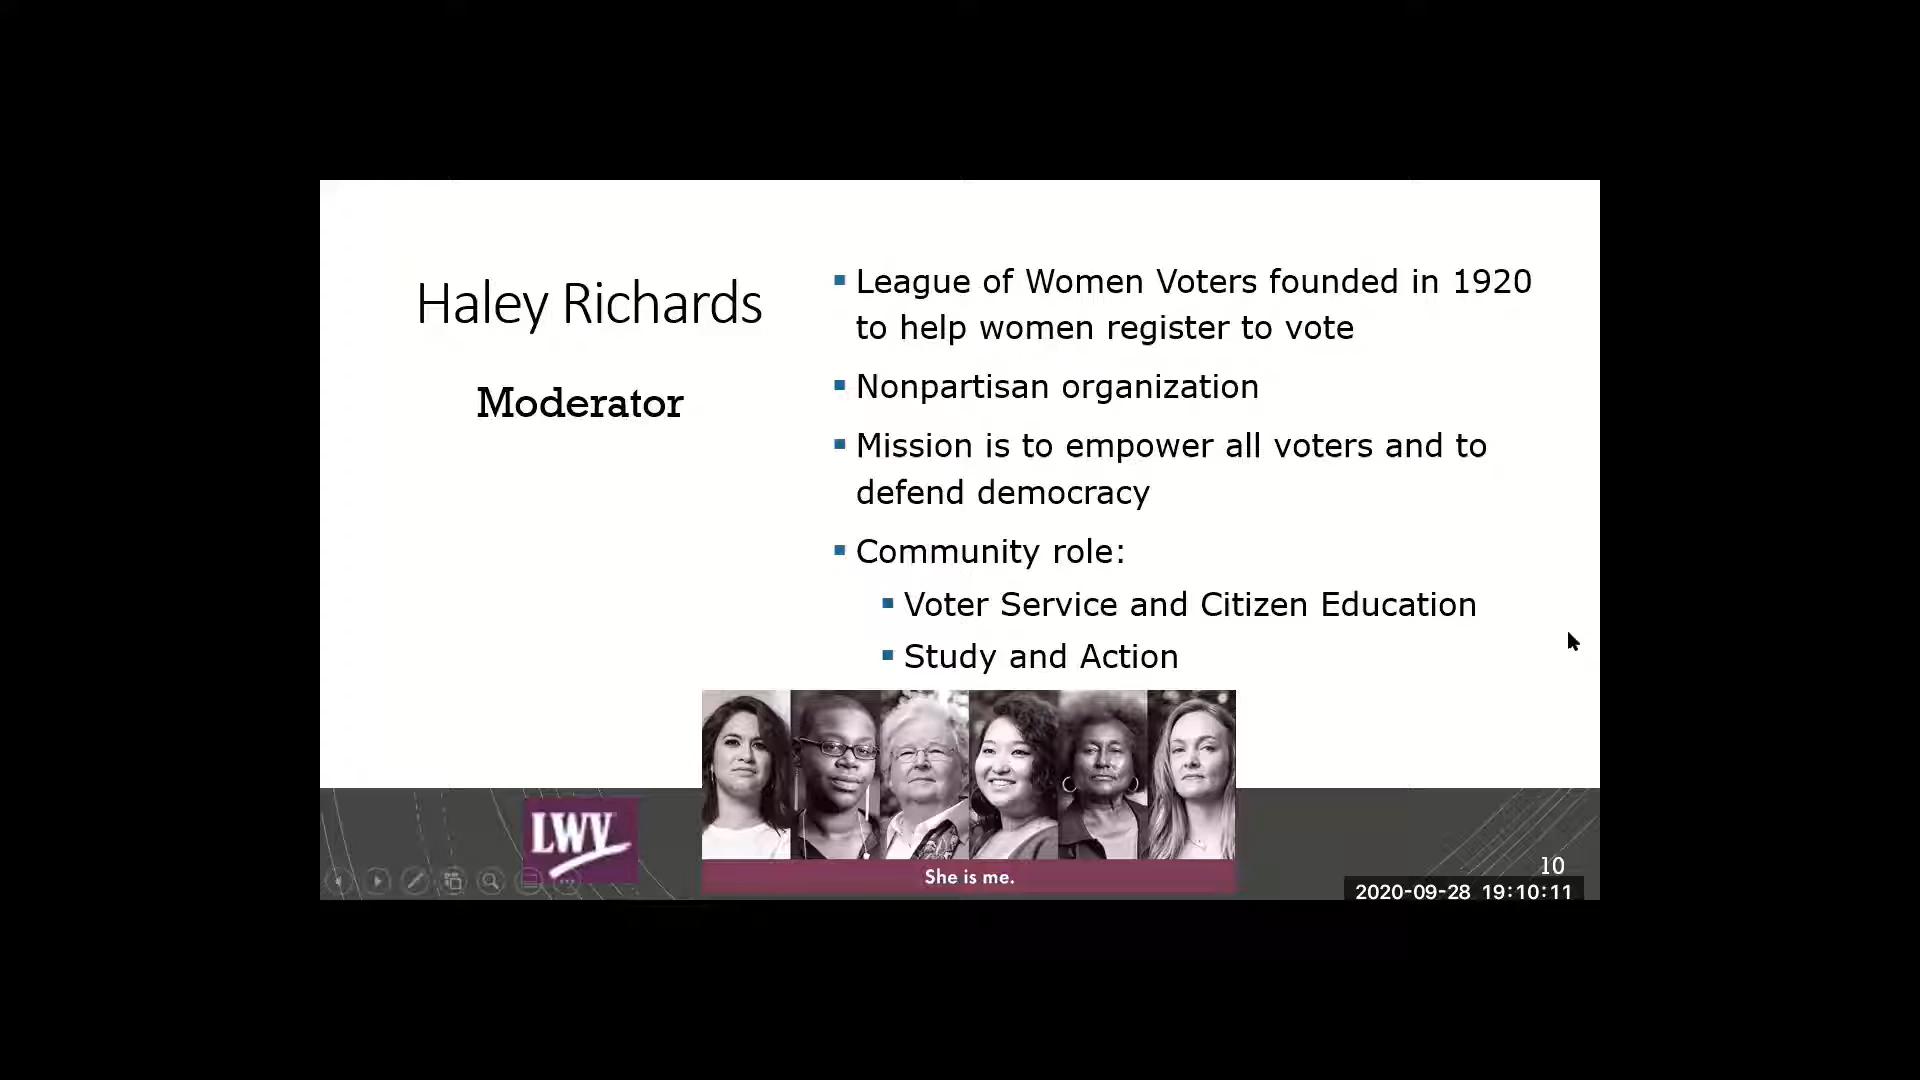 Haley Richards
Moderator
League of Women Voters founded in 1920
to help women register to vote
Nonpartisan organization
Mission is to empower all voters and to
defend democracy
Community role:
Voter Service and Citizen Education
Study and Action
LWV
She is me.
10
2020-09-28 19:10:11